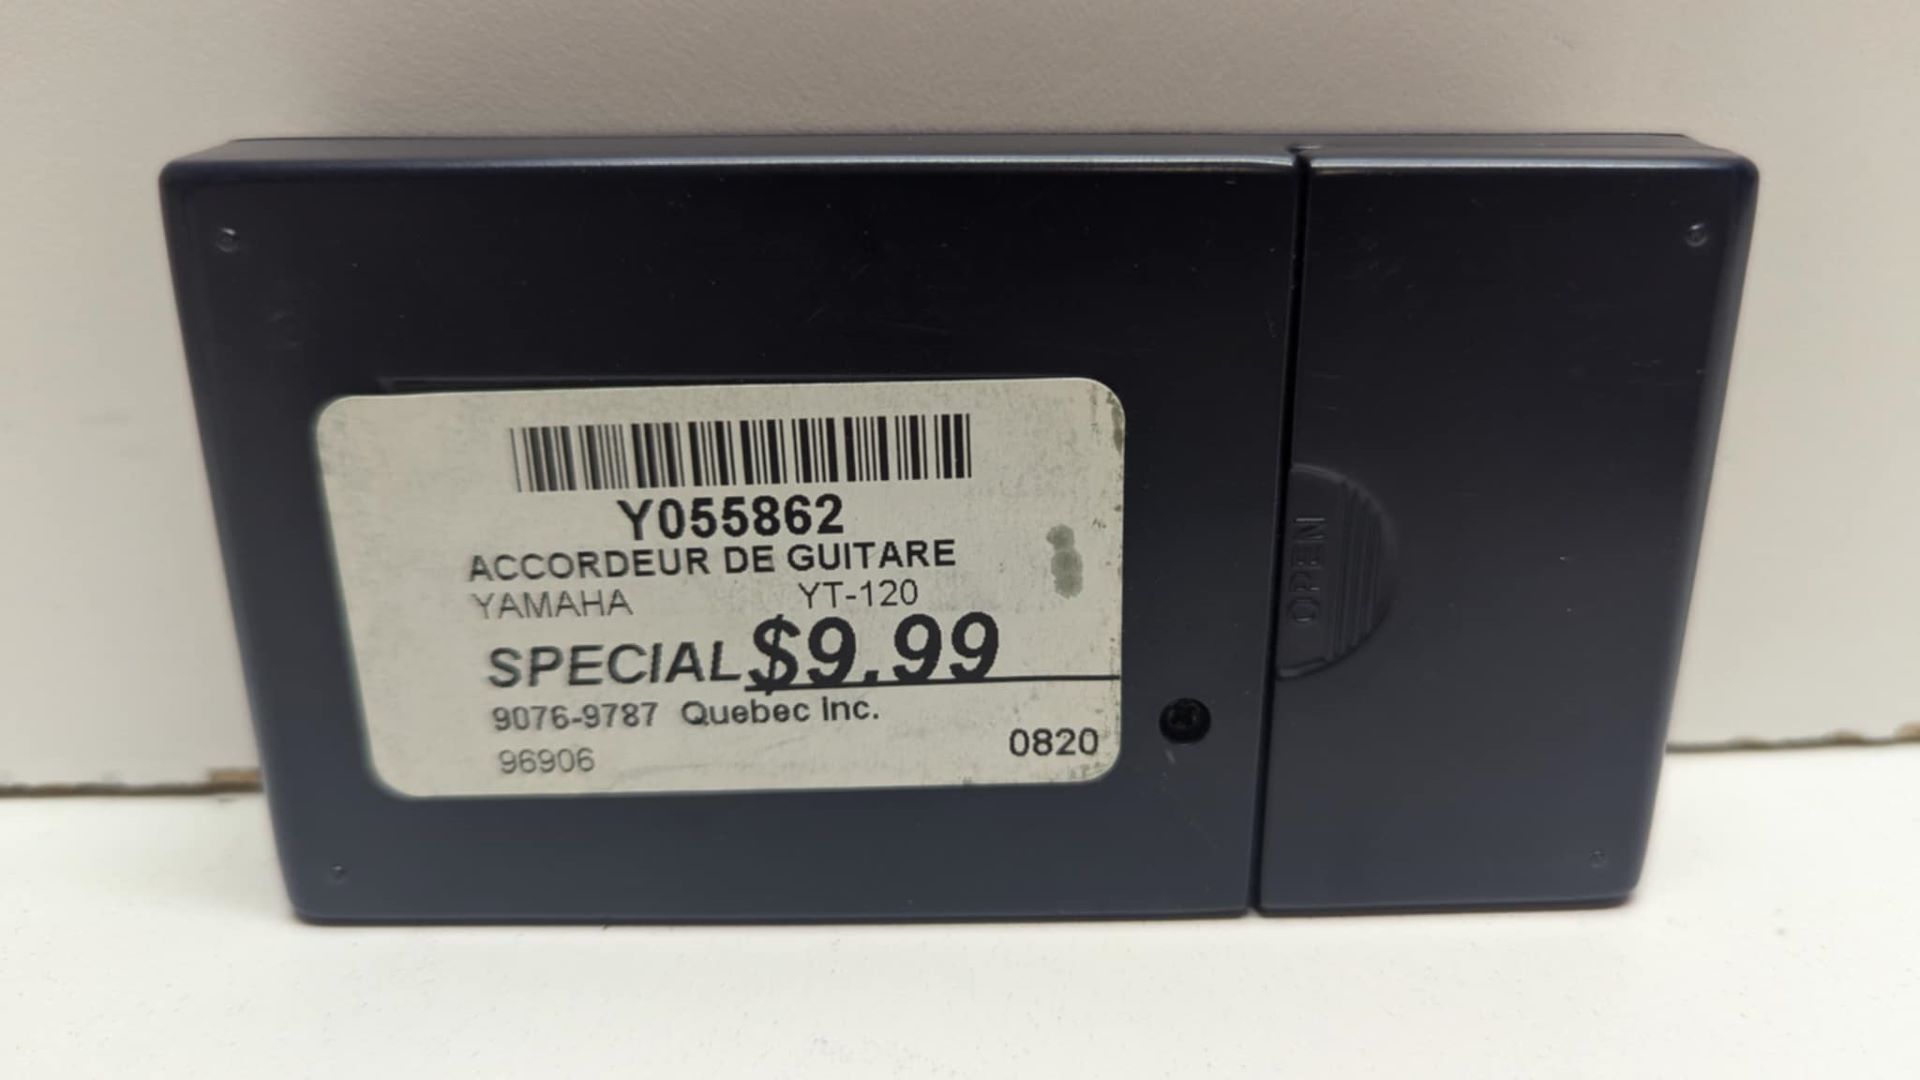 Y055862
ACCORDEUR DE GUITARE
YAMAHA YT-120
SPECIAL $9.99
9076-9787 Quebec Inc.
96906 0820
OPEN